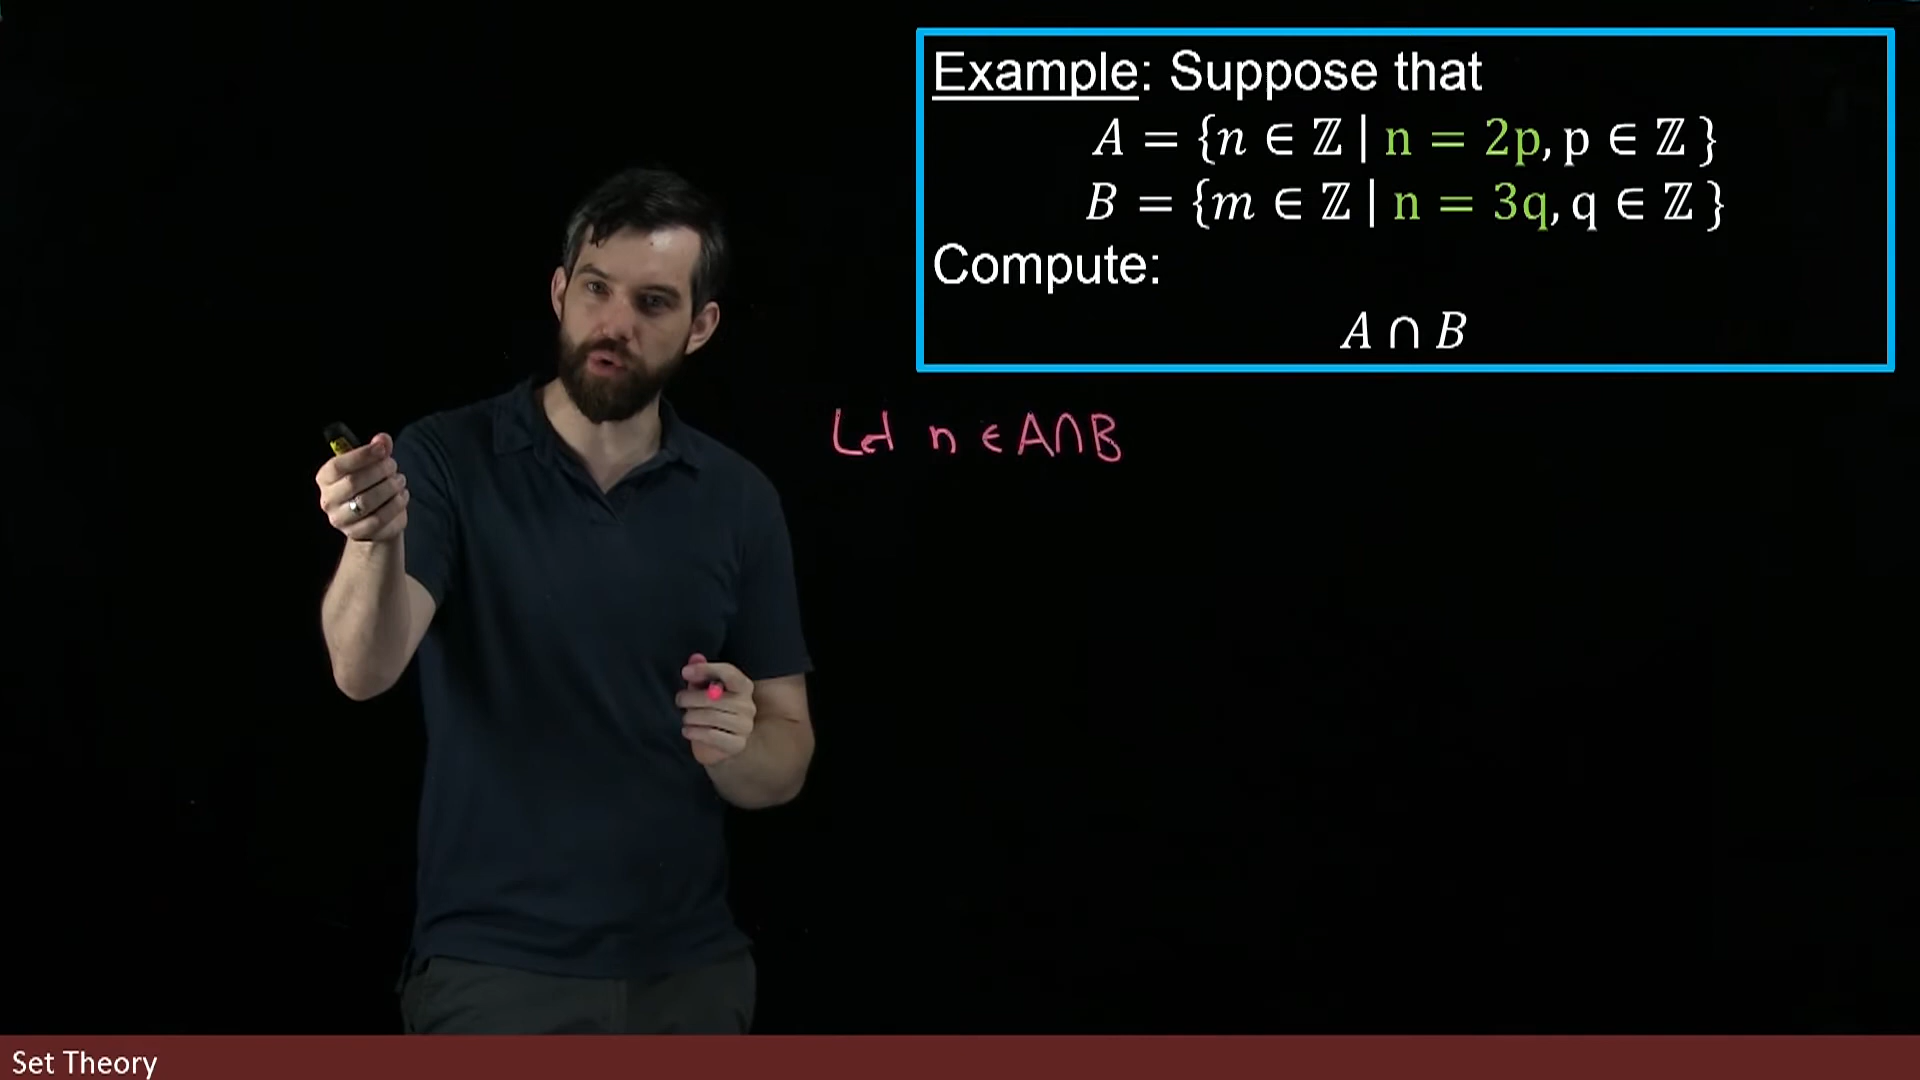 Example: Suppose that
A = {n ∈ ℤ | n = 2p, p ∈ ℤ }
B = {m ∈ ℤ | n = 3q, q ∈ ℤ }
Compute:
A ∩ B
Let n ∈ A∩B
Set Theory